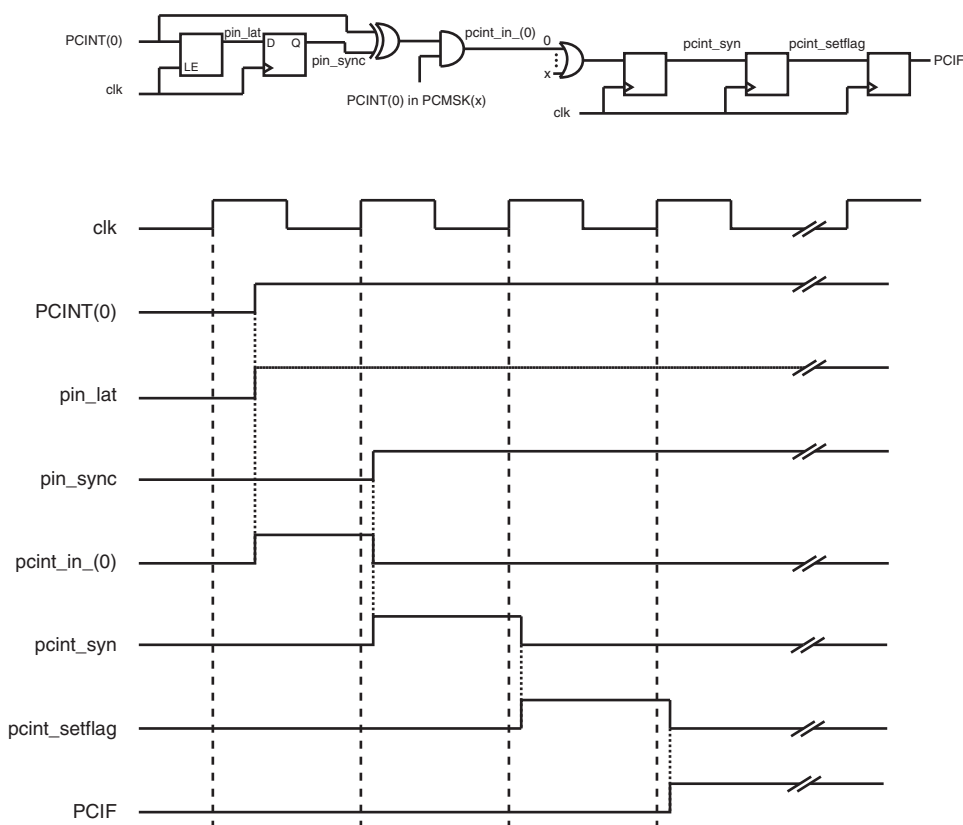 PCINT(0)
pin_lat
D Q
LE
clk
pin_sync
PCINT(0) in PCMSK(x)
pcint_in_(0)
0
x
clk
pcint_syn
pcint_setflag
PCIF
clk
PCINT(0)
pin_lat
pin_sync
pcint_in_(0)
pcint_syn
pcint_setflag
PCIF